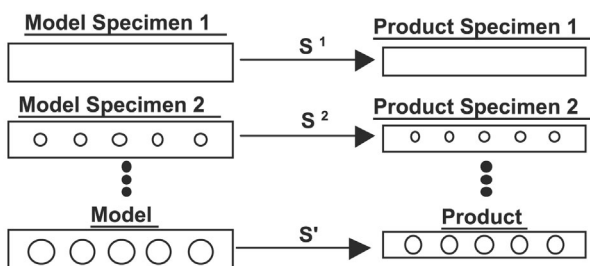 Model Specimen 1
S 1
Product Specimen 1
Model Specimen 2
S 2
Product Specimen 2
Model
S'
Product